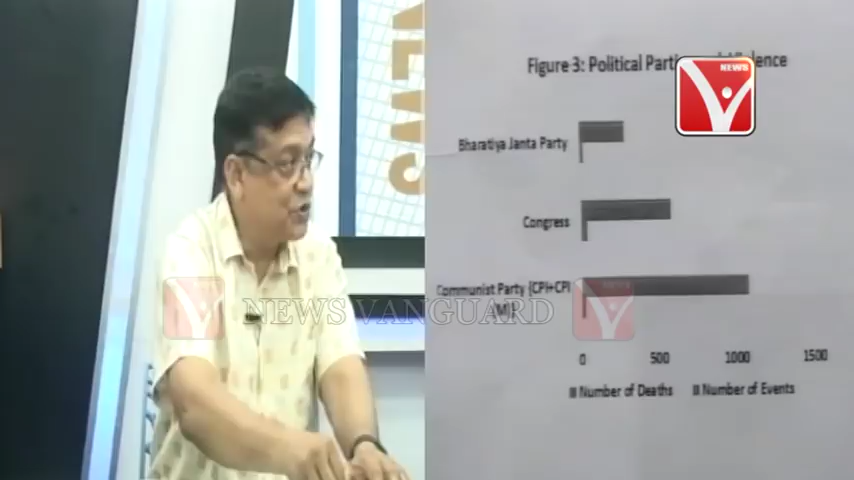 NEWS
Figure 3: Political
NEWS
V
Bharatiya Janta Party
Congress
Communist Party (CPI+CPI
(M))
NEWS VANGUARD
0 500 1000 1500
Number of Deaths Number of Events